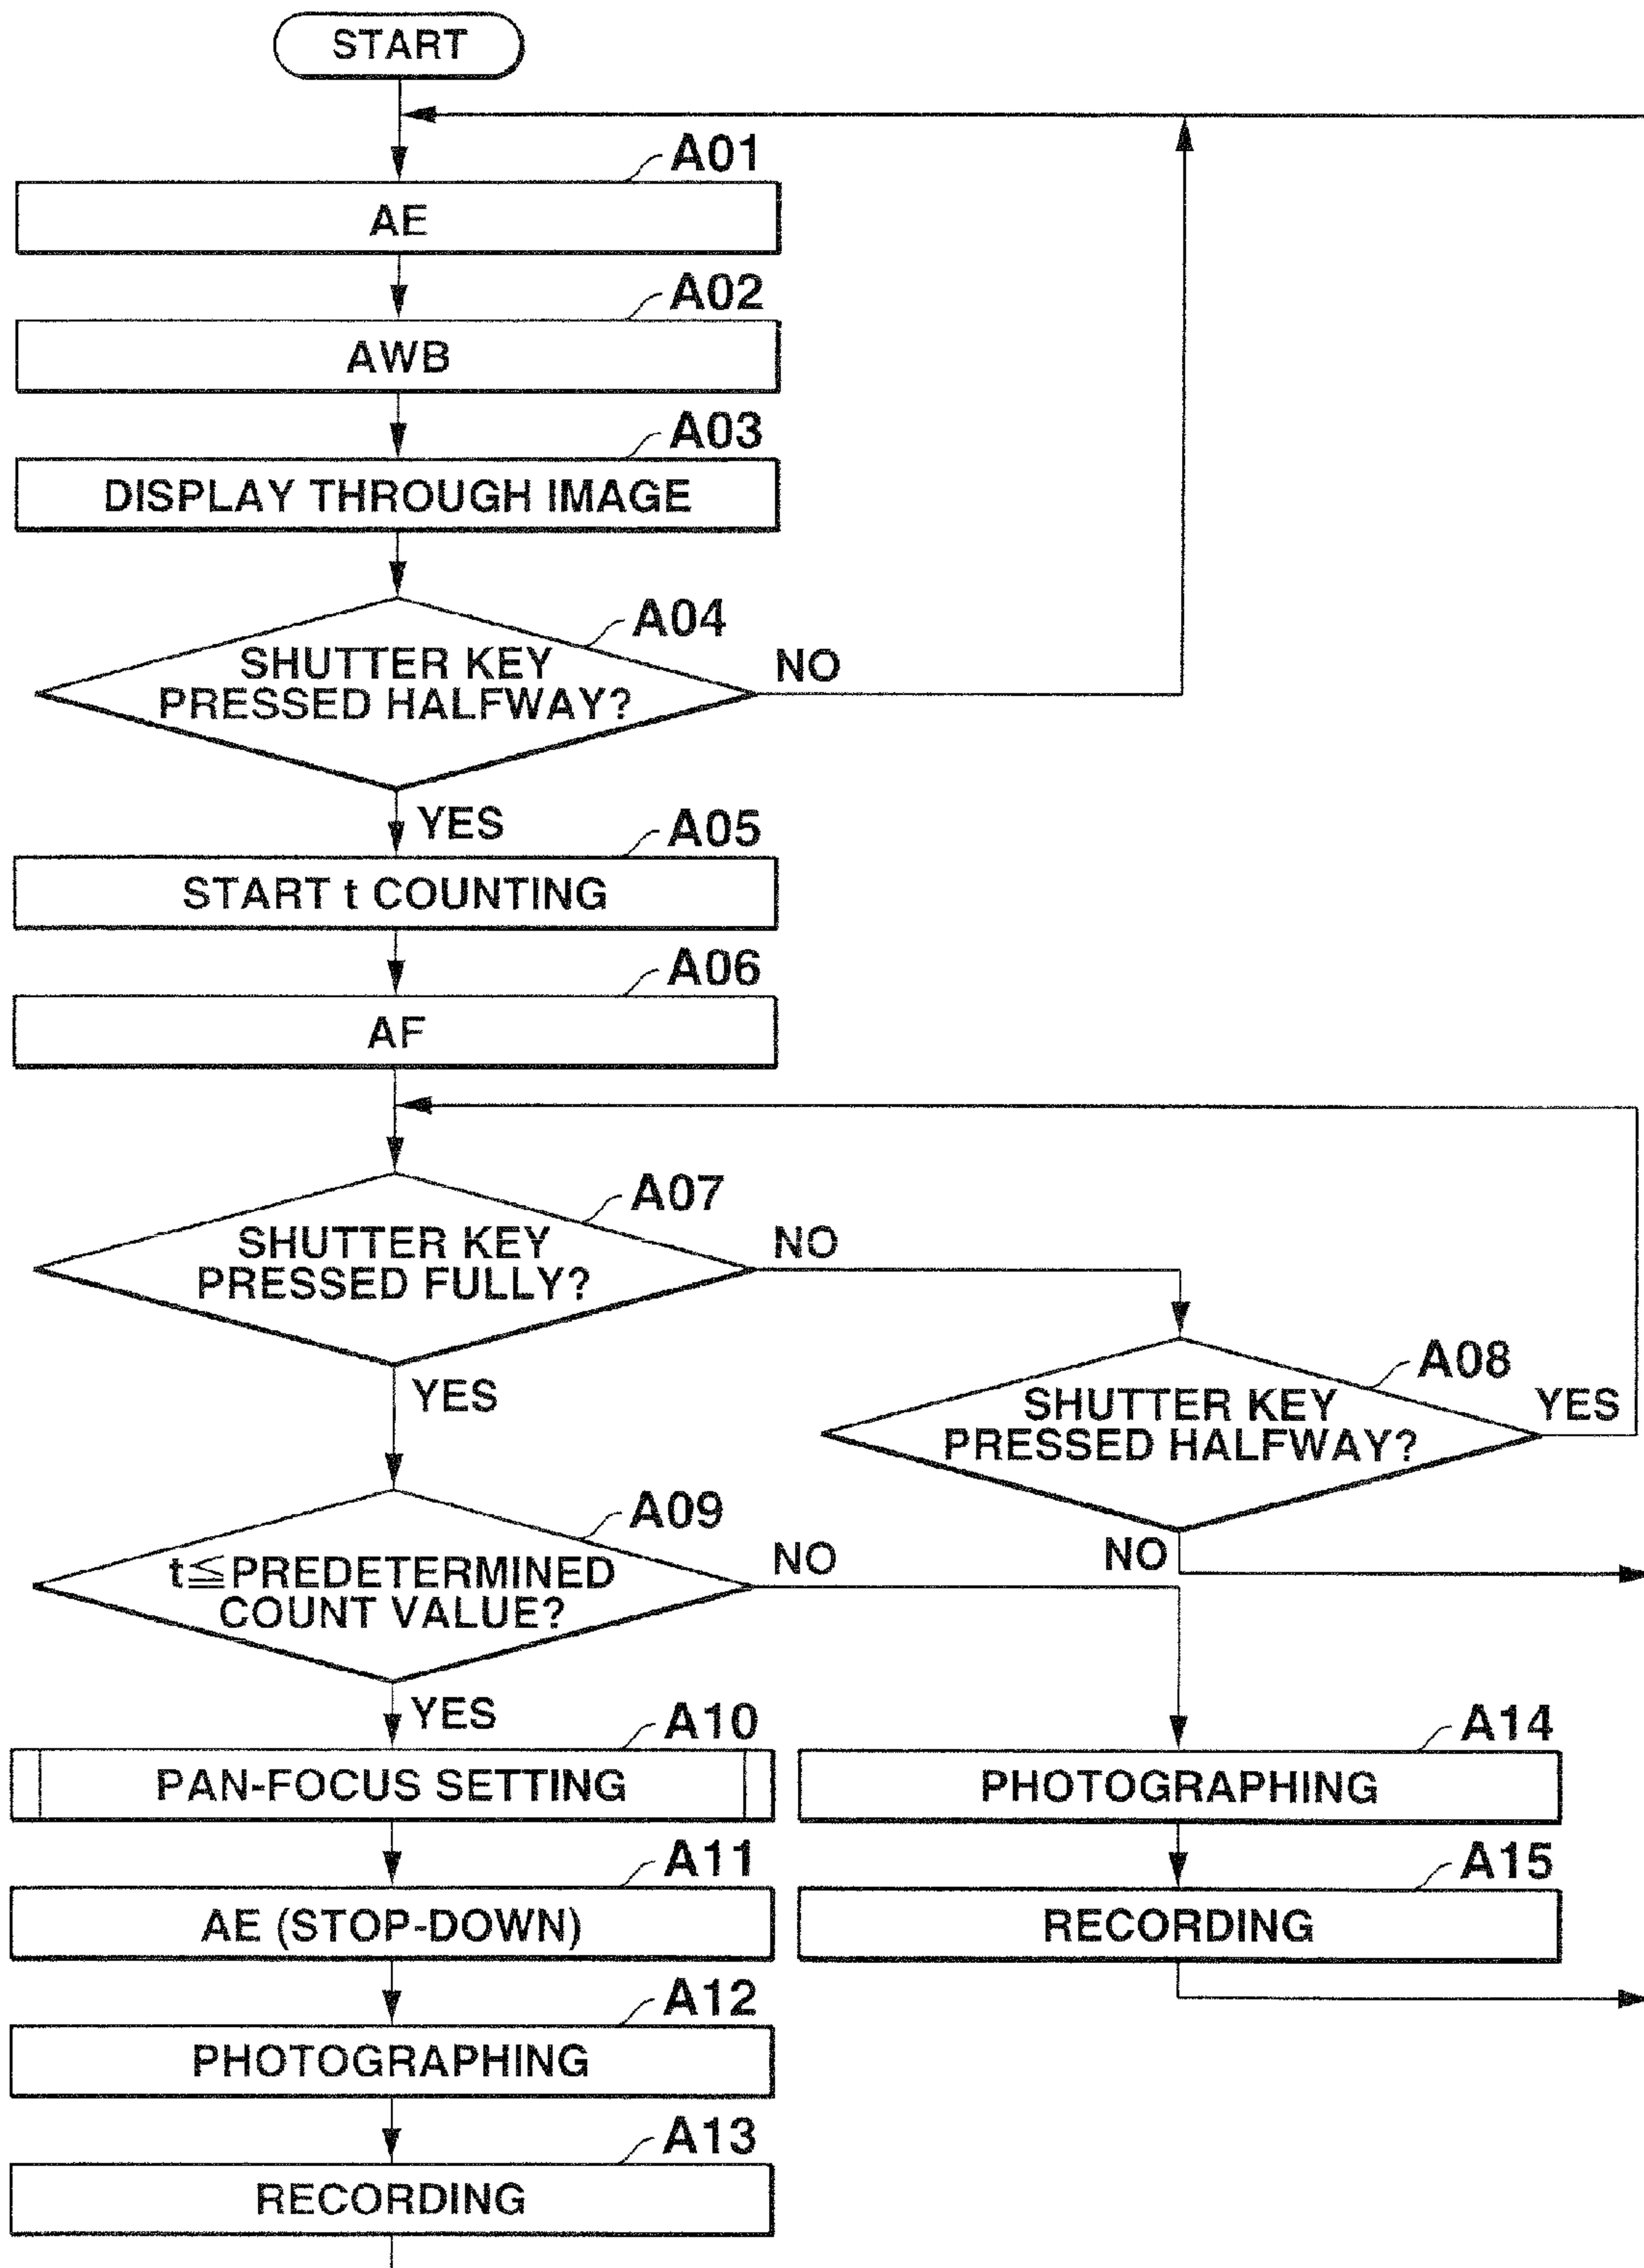 START
A01
AE
A02
AWB
A03
DISPLAY THROUGH IMAGE
A04
SHUTTER KEY
PRESSED HALFWAY?
NO
YES
A05
START t COUNTING
A06
AF
A07
SHUTTER KEY
PRESSED FULLY?
NO
YES
A08
SHUTTER KEY
PRESSED HALFWAY?
YES
NO
A09
t≦PREDETERMINED
COUNT VALUE?
NO
YES
A10
PAN-FOCUS SETTING
A14
PHOTOGRAPHING
A11
AE (STOP-DOWN)
A15
RECORDING
A12
PHOTOGRAPHING
A13
RECORDING